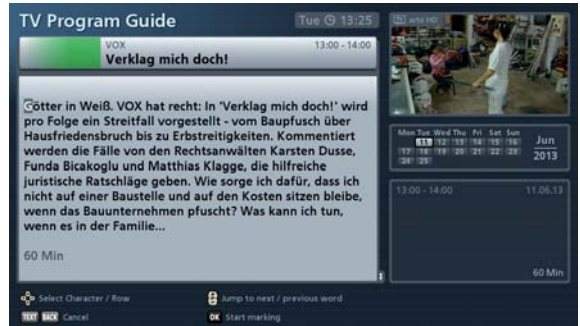 TV Program Guide
Tue 13:25
VOX
13:00 - 14:00
Verklag mich doch!
Götter in Weiß. VOX hat recht: In 'Verklag mich doch!' wird
pro Folge ein Streitfall vorgestellt - vom Baupfusch über
Hausfriedensbruch bis zu Erbstreitigkeiten. Kommentiert
werden die Fälle von den Rechtsanwälten Karsten Dusse,
Funda Bicakoglu und Matthias Klagge, die hilfreiche
juristische Ratschläge geben. Wie sorge ich dafür, dass ich
nicht auf einer Baustelle und auf den Kosten sitzen bleibe,
wenn das Bauunternehmen pfuscht? Was kann ich tun,
wenn es in der Familie...
60 Min
arte HD
Mon Tue Wed Thu Fri Sat Sun
11 12 13 14 15 16
17 18 19 20 21 22 23
24 25
Jun
2013
13:00 - 14:00
11.06.13
60 Min
Select Character / Row
Jump to next / previous word
TEXT BACK Cancel
OK Start marking